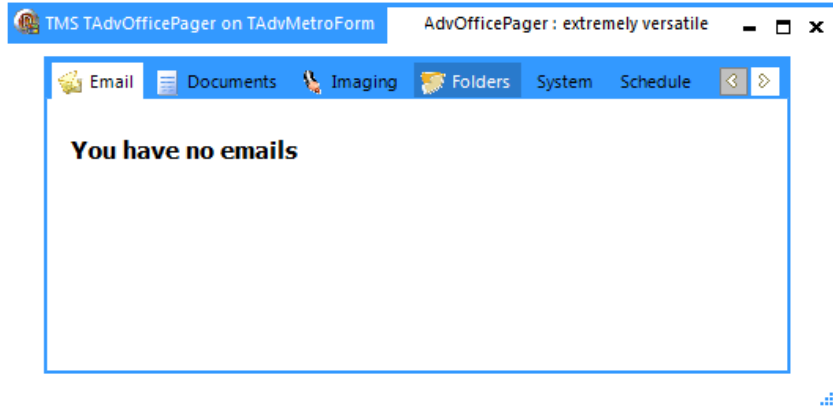 TMS TAdvOfficePager on TAdvMetroForm AdvOfficePager : extremely versatile
Email Documents Imaging Folders System Schedule
You have no emails